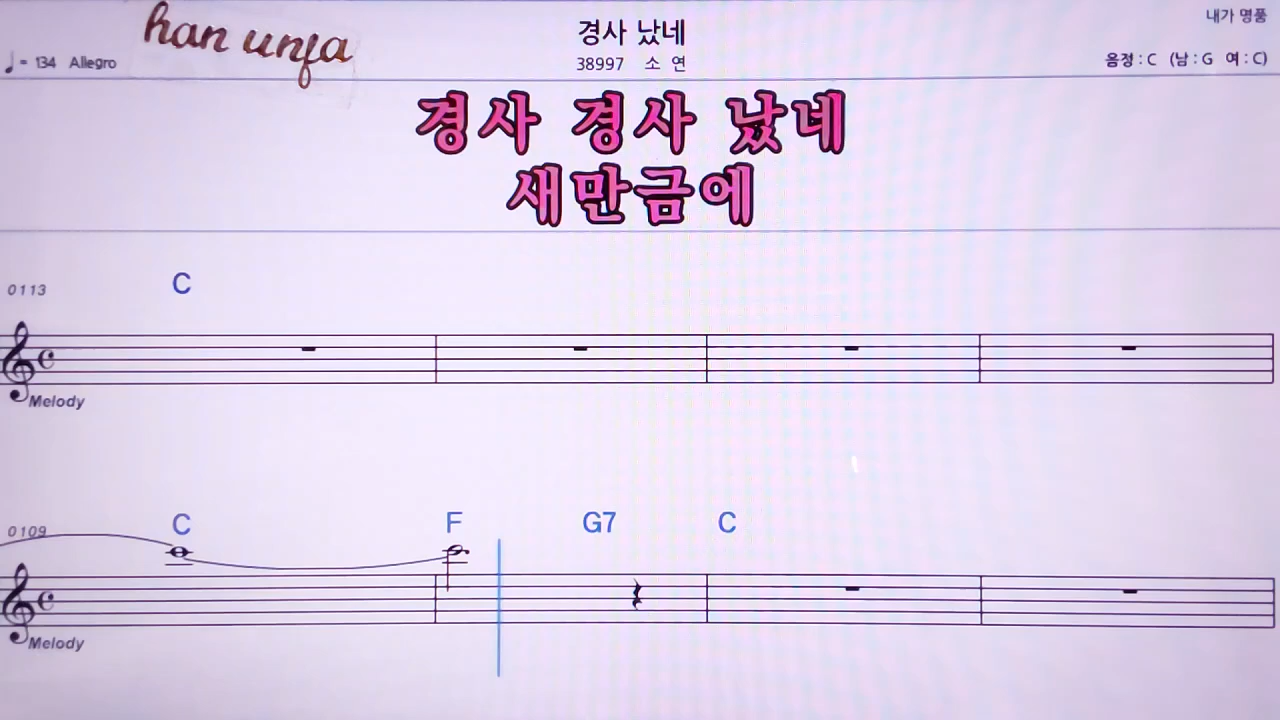 han unja
경사 났네
내가 명품
♩= 134 Allegro
38997 소 연
음정 : C (남 : G 여 : C)
경사 경사 났네
새만금에
0113
C
Melody
0109
C F G7 C
Melody